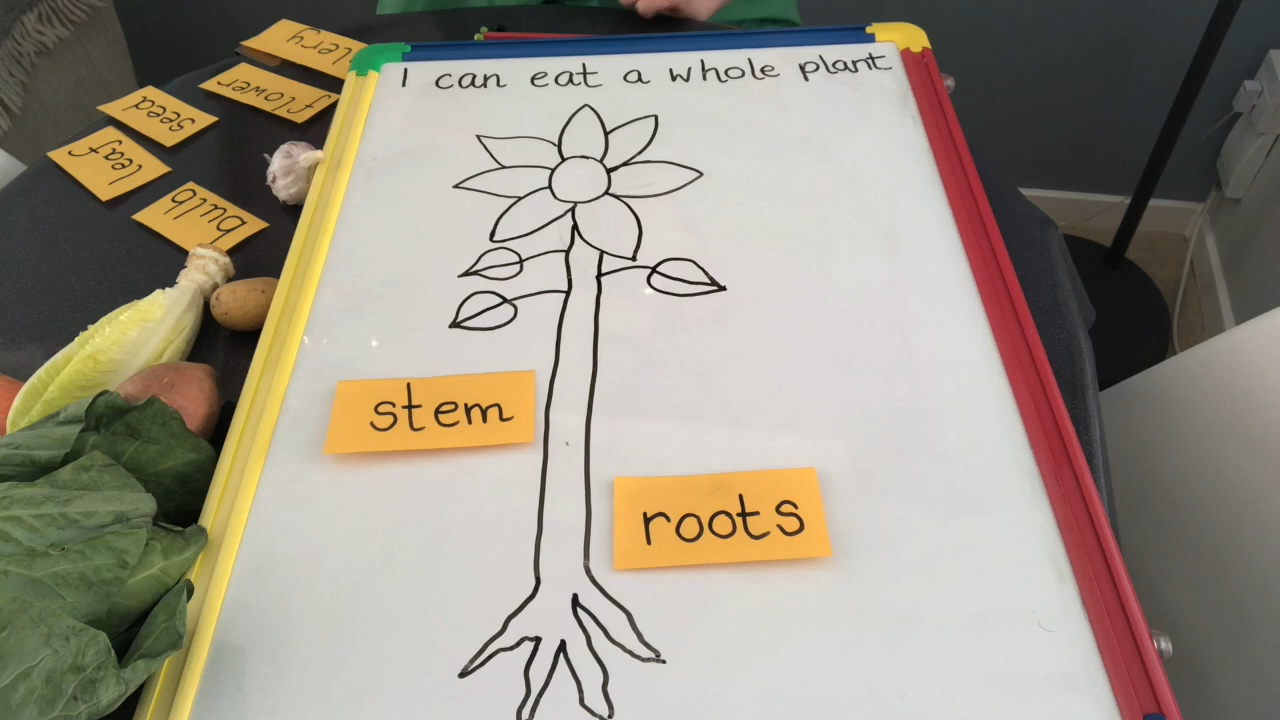 I can eat a whole plant
stem
roots
flower
seed
leaf
bulb